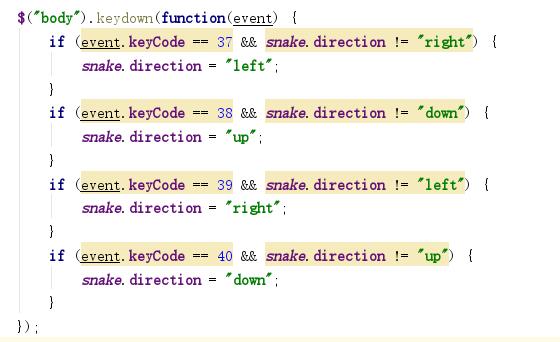 $("body").keydown(function(event) {
    if (event.keyCode == 37 && snake.direction != "right") {
        snake.direction = "left";
    }
    if (event.keyCode == 38 && snake.direction != "down") {
        snake.direction = "up";
    }
    if (event.keyCode == 39 && snake.direction != "left") {
        snake.direction = "right";
    }
    if (event.keyCode == 40 && snake.direction != "up") {
        snake.direction = "down";
    }
});